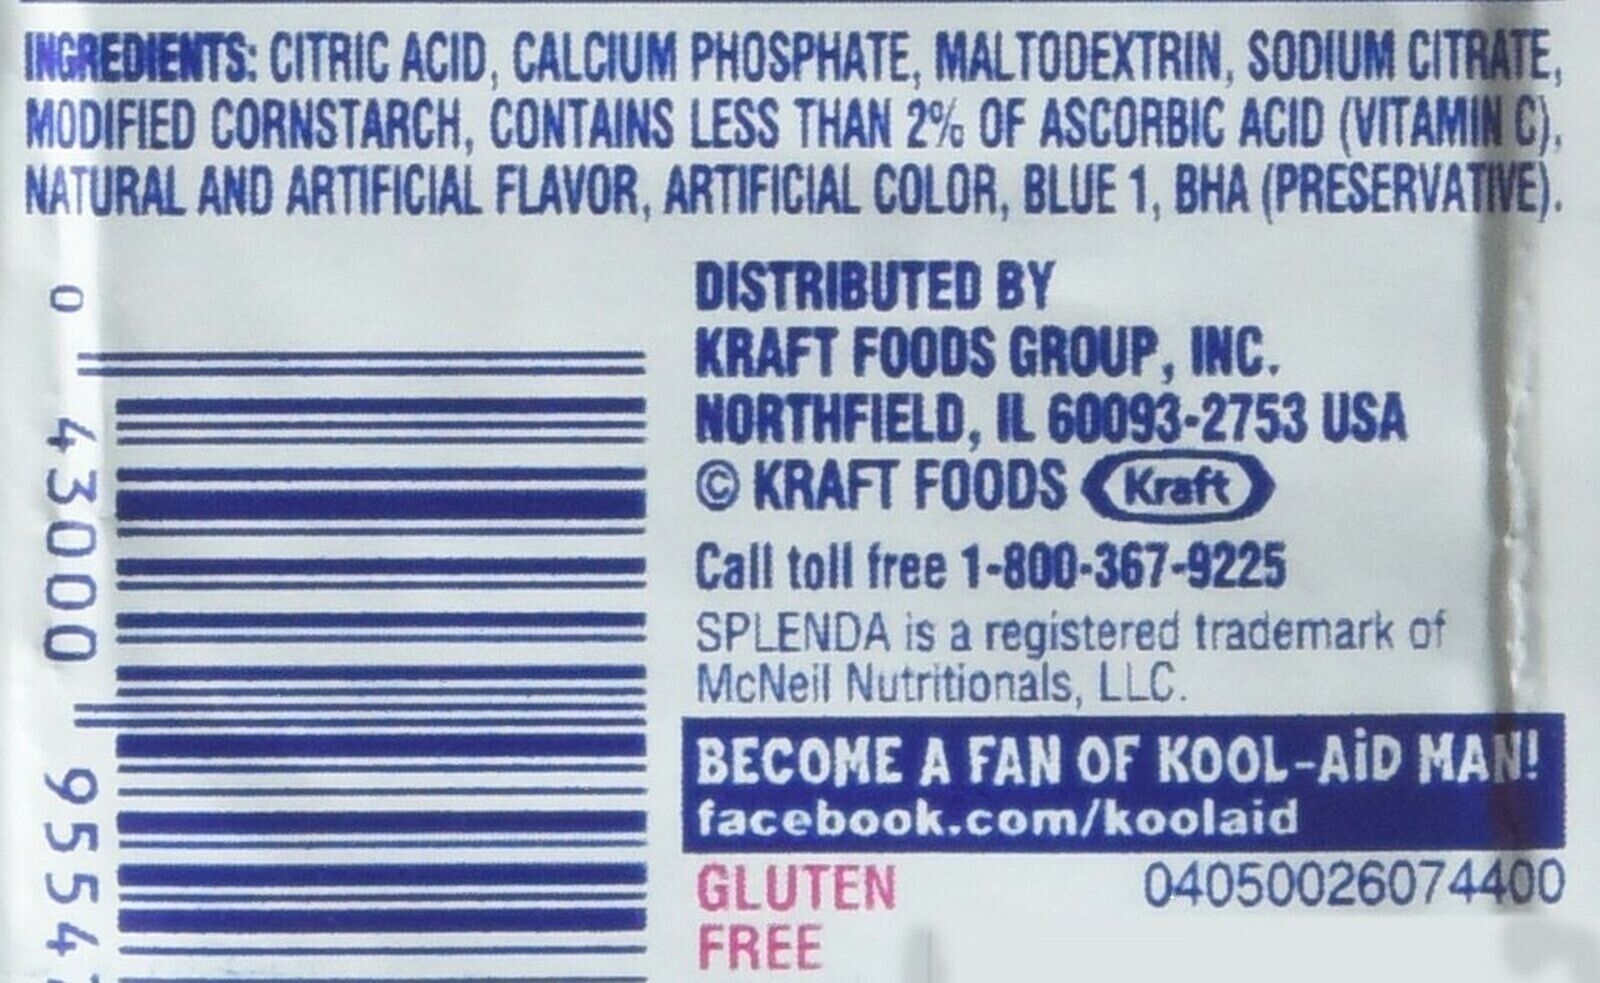 INGREDIENTS: CITRIC ACID, CALCIUM PHOSPHATE, MALTODEXTRIN, SODIUM CITRATE,
MODIFIED CORNSTARCH, CONTAINS LESS THAN 2% OF ASCORBIC ACID (VITAMIN C),
NATURAL AND ARTIFICIAL FLAVOR, ARTIFICIAL COLOR, BLUE 1, BHA (PRESERVATIVE).
0 43000 9554
DISTRIBUTED BY
KRAFT FOODS GROUP, INC.
NORTHFIELD, IL 60093-2753 USA
© KRAFT FOODS Kraft
Call toll free 1-800-367-9225
SPLENDA is a registered trademark of
McNeil Nutritionals, LLC.
BECOME A FAN OF KOOL-AiD MAN!
facebook.com/koolaid
GLUTEN 04050026074400
FREE